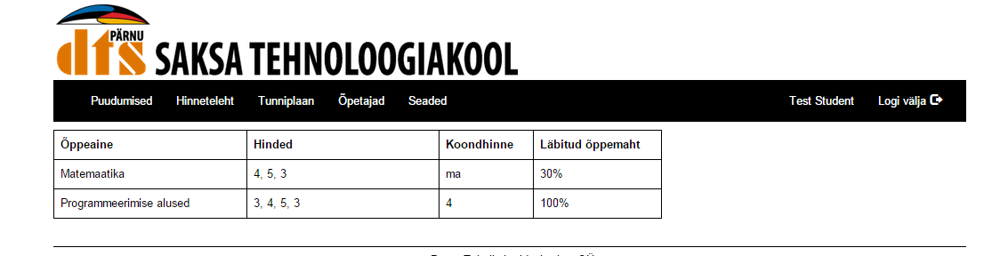 PÄRNU
dts SAKSA TEHNOLOOGIAKOOL
Puudumised Hinneteleht Tunniplaan Õpetajad Seaded Test Student Logi välja
Õppeaine Hinded Koondhinne Läbitud õppemaht
Matemaatika 4, 5, 3 ma 30%
Programmeerimise alused 3, 4, 5, 3 4 100%